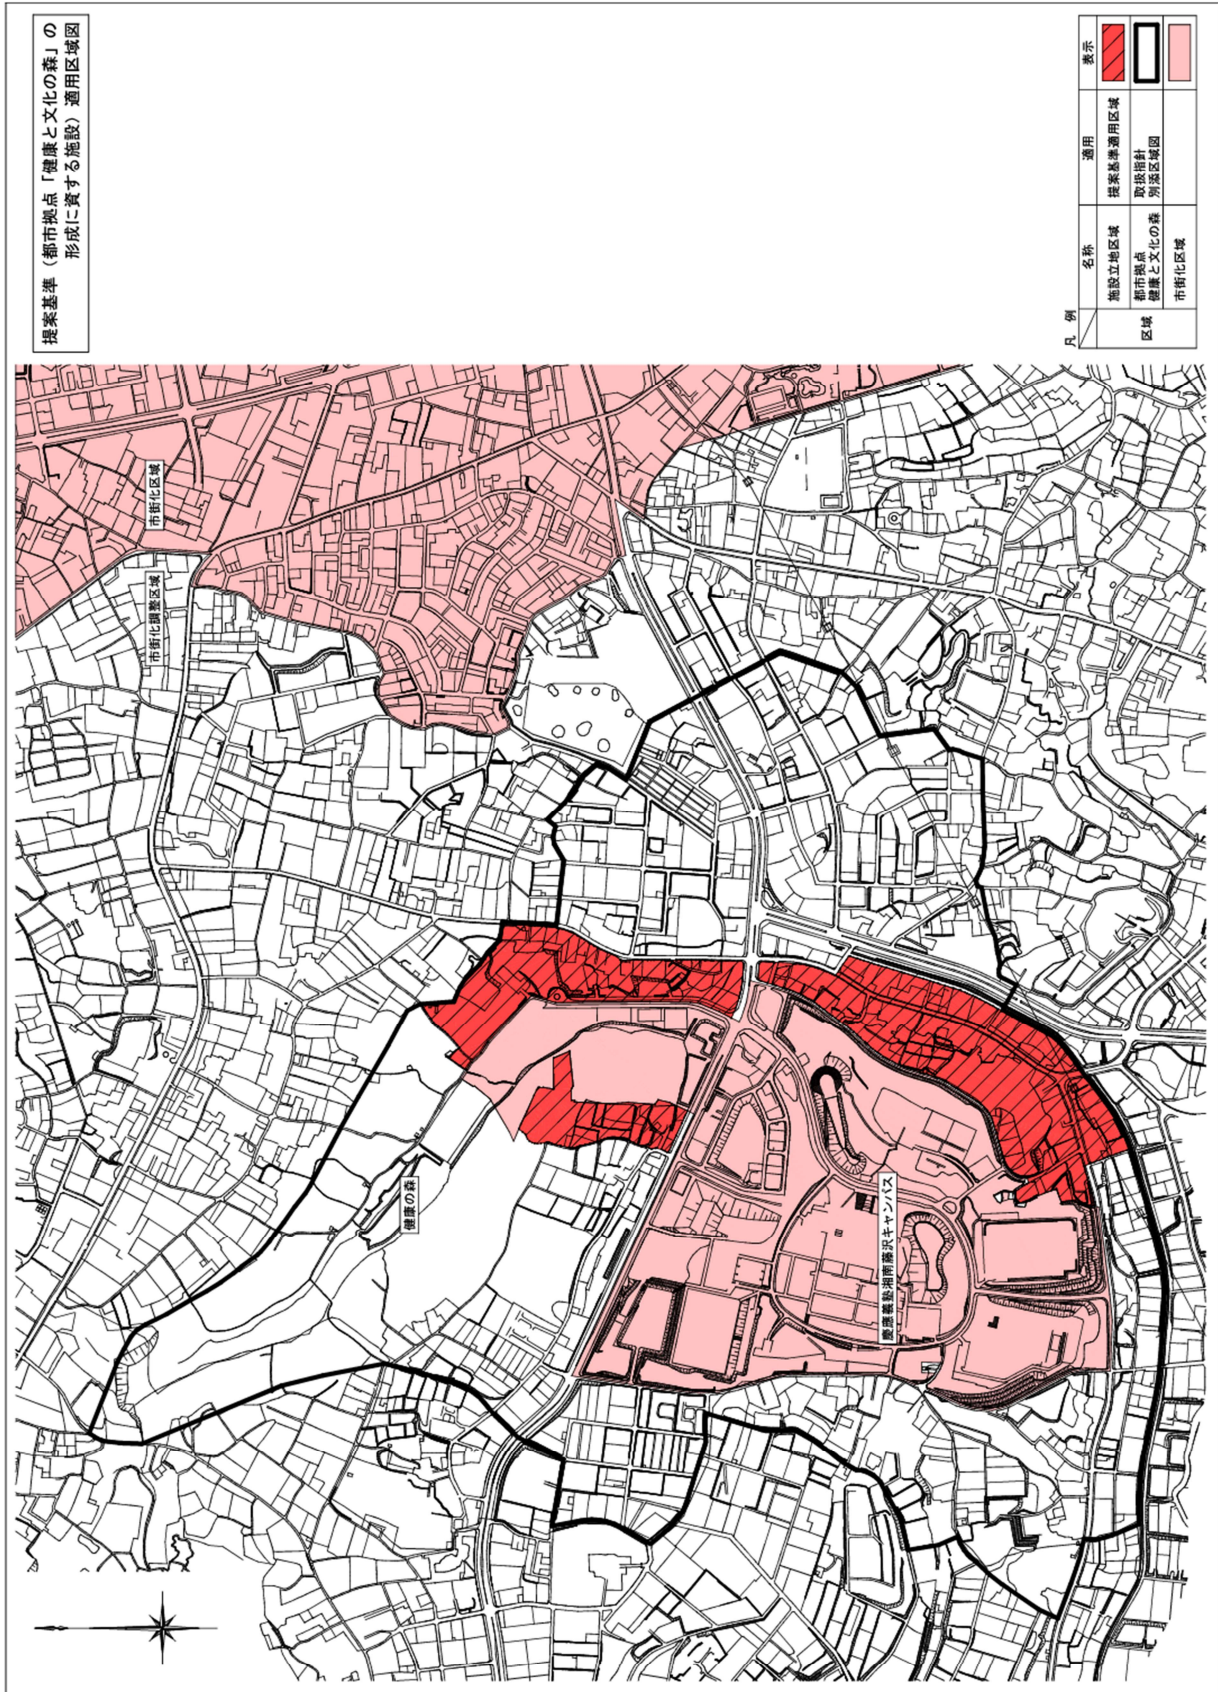 提案基準（都市拠点「健康と文化の森」の
形成に資する施設）適用区域図
市街化区域
市街化調整区域
健康の森
慶應義塾湘南藤沢キャンパス
凡 例
名称
適用
表示
区域
施設立地区域
提案基準適用区域
都市拠点
健康と文化の森
取扱指針
別添区域図
市街化区域